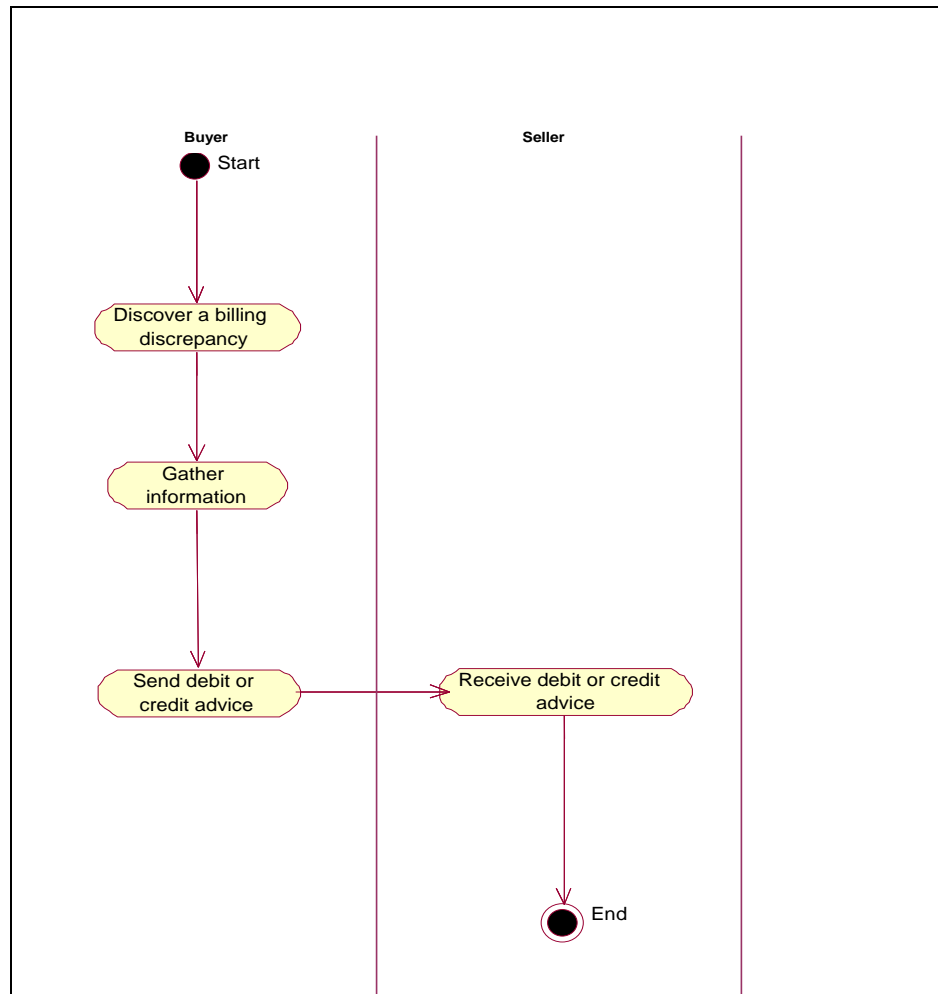 Buyer
Seller
Start
Discover a billing
discrepancy
Gather
information
Send debit or
credit advice
Receive debit or credit
advice
End